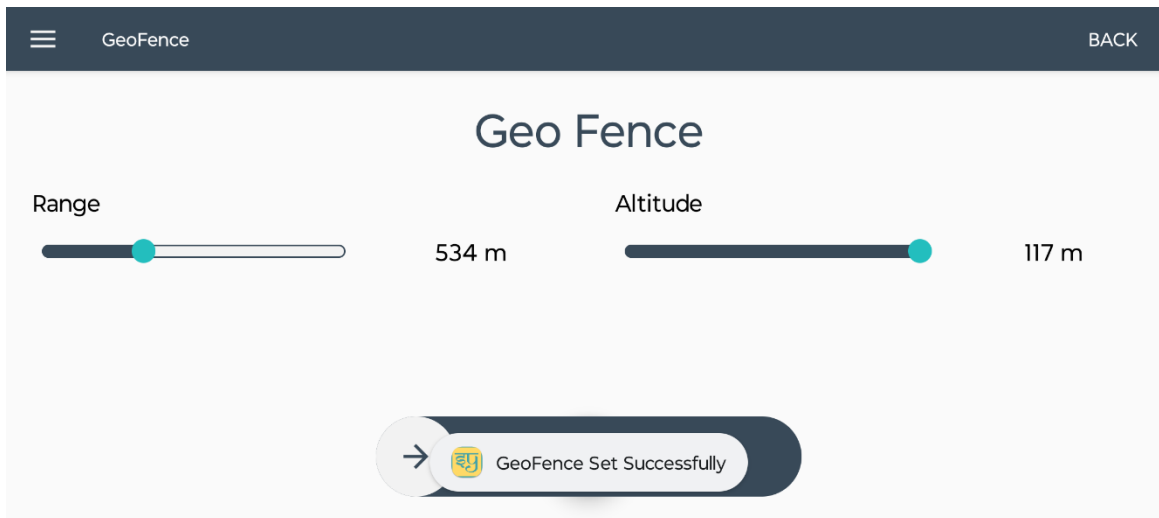 GeoFence
BACK
Geo Fence
Range
Altitude
534 m
117 m
GeoFence Set Successfully